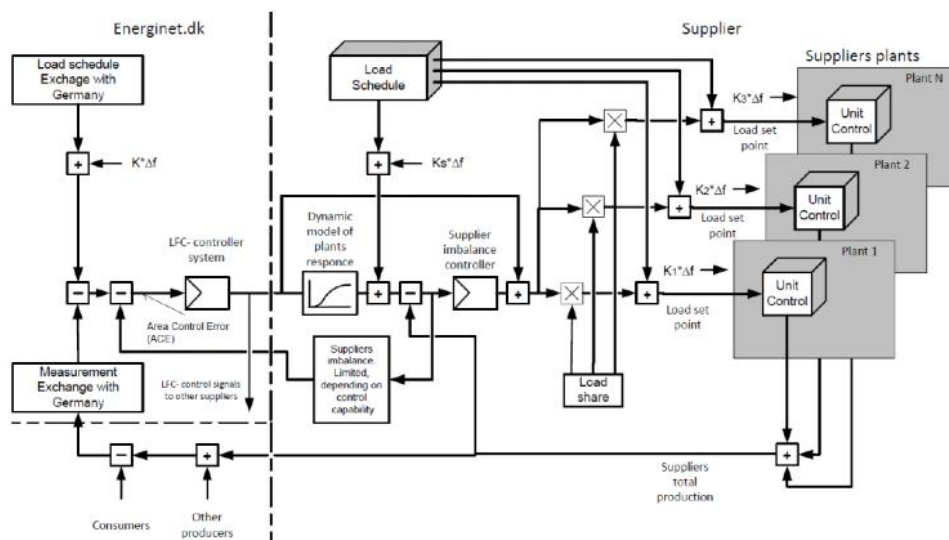 Energinet.dk
Supplier
Suppliers plants
Load schedule
Exchage with
Germany
Load
Schedule
Plant N
K3*Δf
Unit
Control
Load set
point
K*Δf
Ks*Δf
Plant 2
K2*Δf
Unit
Control
Load set
point
LFC- controller
system
Dynamic
model of
plants
responce
Supplier
imbalance
controller
Plant 1
K1*Δf
Unit
Control
Load set
point
Area Control Error
(ACE)
Measurement
Exchange with
Germany
LFC- control signals
to other suppliers
Suppliers
imbalance.
Limited,
depending on
control
capability
Load
share
Suppliers
total
production
Consumers
Other
producers